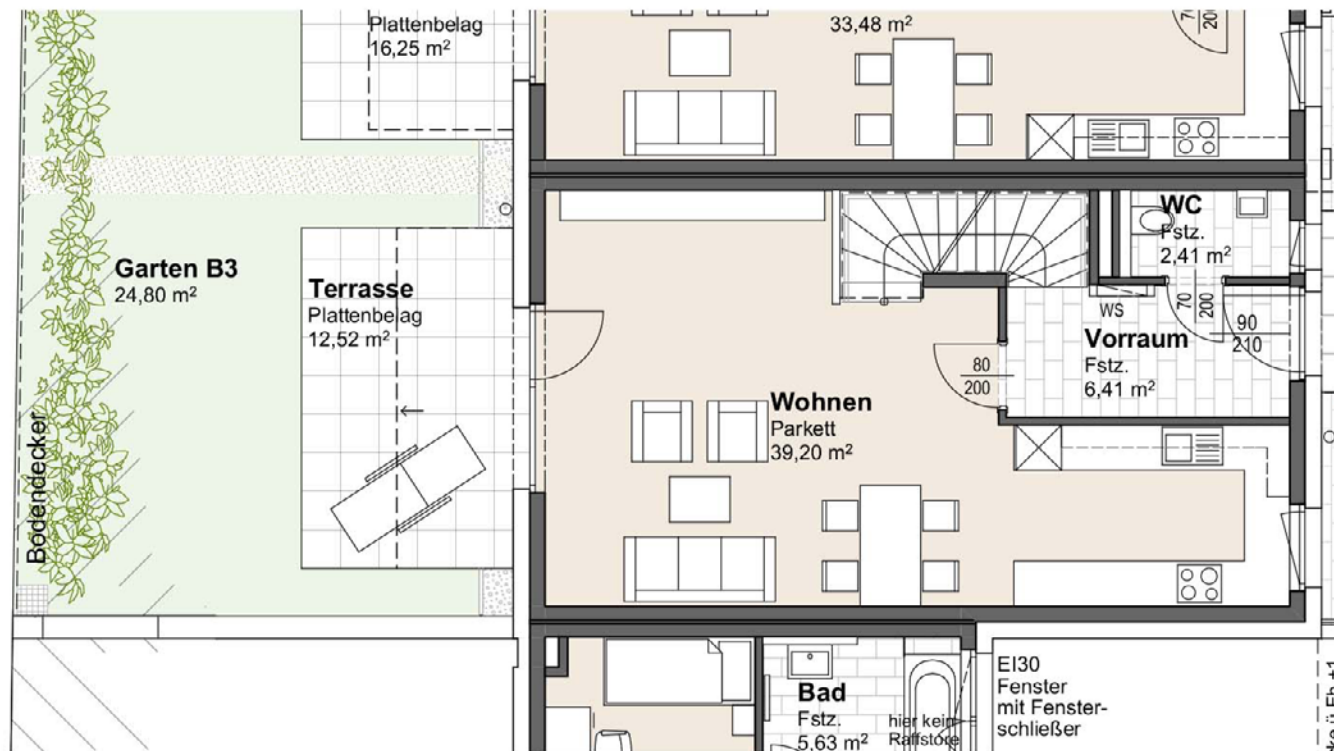 Plattenbelag
16,25 m²
33,48 m²
Garten B3
24,80 m²
Terrasse
Plattenbelag
12,52 m²
Bodendecker
WC
Fstz.
2,41 m²
WS
70
200
90
210
Vorraum
Fstz.
6,41 m²
80
200
Wohnen
Parkett
39,20 m²
Bad
Fstz.
5,63 m²
hier kein
Raffstore
EI30
Fenster
mit Fenster-
schließer